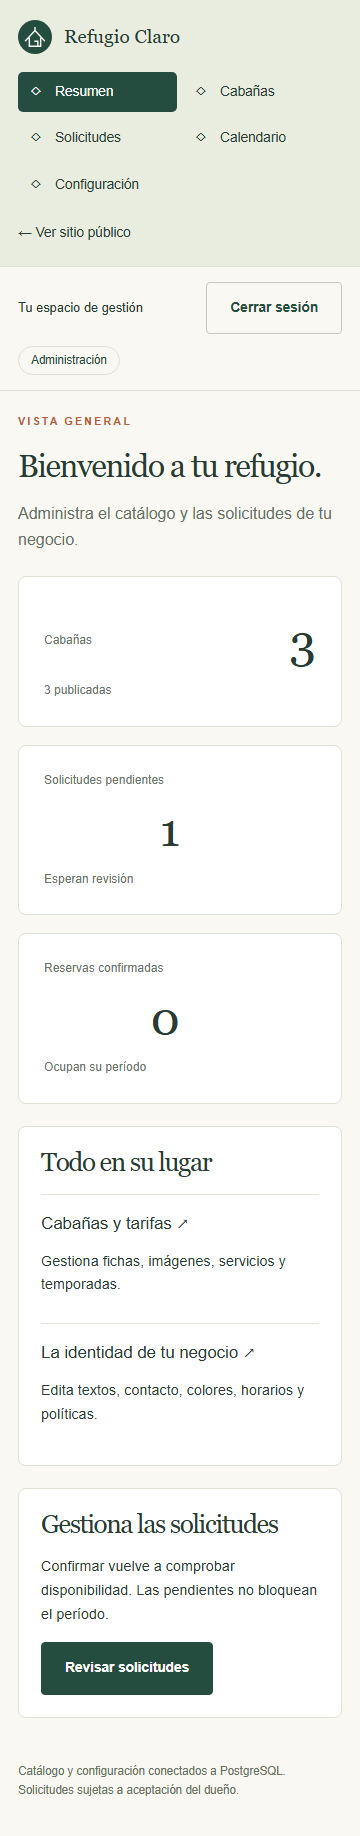 Refugio Claro
Resumen
Cabañas
Solicitudes
Calendario
Configuración
← Ver sitio público
Tu espacio de gestión
Cerrar sesión
Administración
VISTA GENERAL
Bienvenido a tu refugio.
Administra el catálogo y las solicitudes de tu
negocio.
Cabañas
3
3 publicadas
Solicitudes pendientes
1
Esperan revisión
Reservas confirmadas
0
Ocupan su período
Todo en su lugar
Cabañas y tarifas ↗
Gestiona fichas, imágenes, servicios y
temporadas.
La identidad de tu negocio ↗
Edita textos, contacto, colores, horarios y
políticas.
Gestiona las solicitudes
Confirmar vuelve a comprobar
disponibilidad. Las pendientes no bloquean
el período.
Revisar solicitudes
Catálogo y configuración conectados a PostgreSQL.
Solicitudes sujetas a aceptación del dueño.